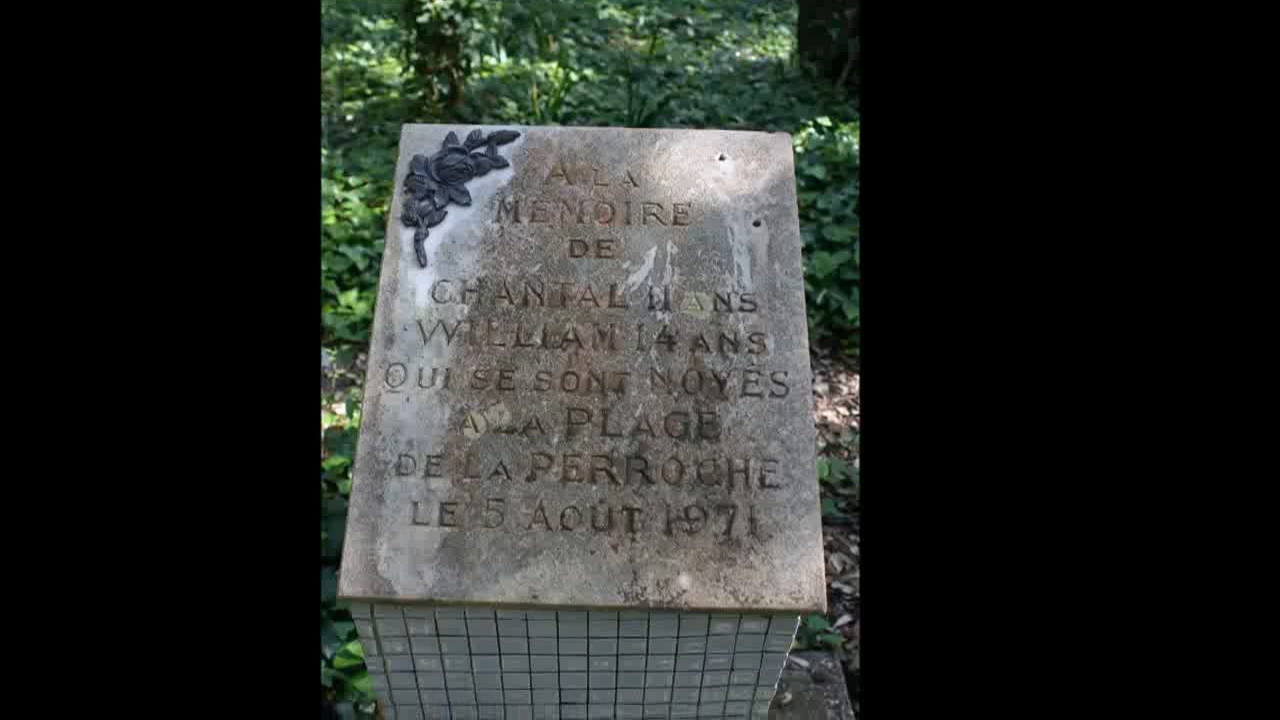 A LA
MEMOIRE
DE
CHANTAL 11 ANS
WILLIAM 14 ANS
QUI SE SONT NOYÉS
A LA PLAGE
DE LA PERROCHE
LE 5 AOÛT 1971